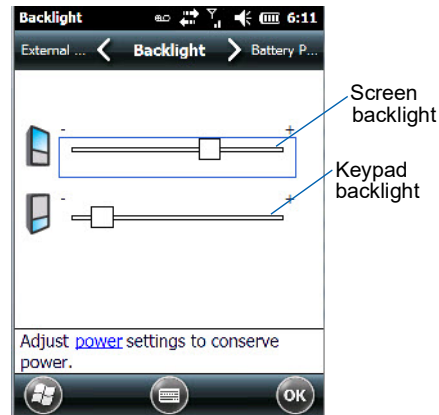 Backlight 6:11
External ... Backlight Battery P...
Screen
backlight
- +
Keypad
backlight
- +
Adjust power settings to conserve
power.
OK